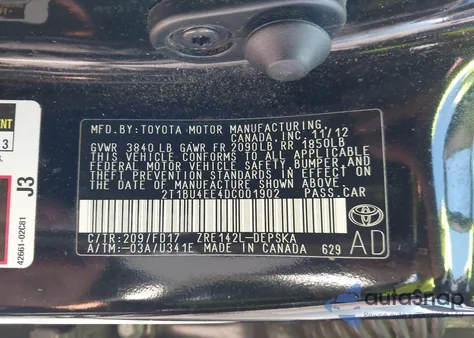 MFD.BY:TOYOTA MOTOR MANUFACTURING
CANADA,INC. 11/12
GVWR 3840 LB GAWR FR 2090LB RR 1850LB
THIS VEHICLE CONFORMS TO ALL APPLICABLE
FEDERAL MOTOR VEHICLE SAFETY, BUMPER, AND
THEFT PREVENTION STANDARDS IN EFFECT ON
THE DATE OF MANUFACTURE SHOWN ABOVE.
2T1BU4EE4DC001902 PASS.CAR
C/TR:209/FD17 ZRE142L-DEPSKA
A/TM:-03A/U341E MADE IN CANADA 629
AD
J3
42661-02C81
autosnap